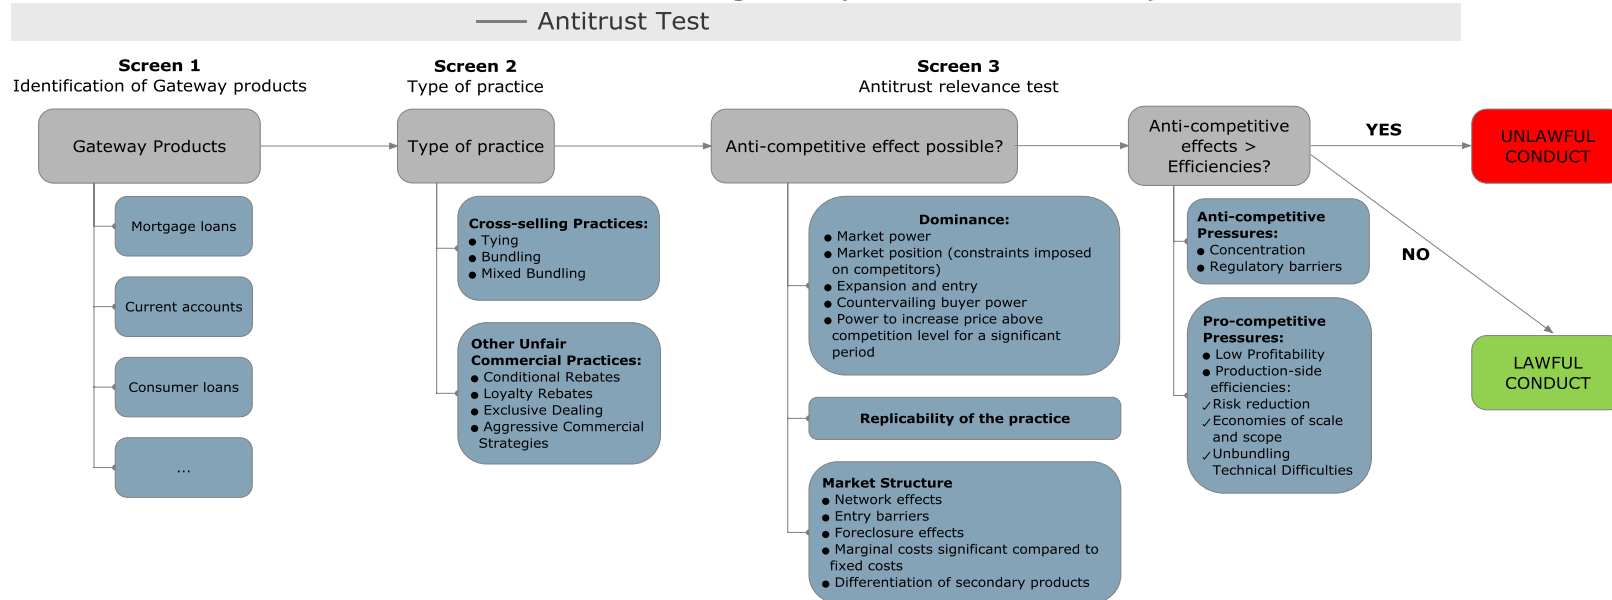 Antitrust Test
Screen 1
Identification of Gateway products
Screen 2
Type of practice
Screen 3
Antitrust relevance test
Gateway Products
Mortgage loans
Current accounts
Consumer loans
...
Type of practice
Cross-selling Practices:
● Tying
● Bundling
● Mixed Bundling
Other Unfair
Commercial Practices:
● Conditional Rebates
● Loyalty Rebates
● Exclusive Dealing
● Aggressive Commercial
Strategies
Anti-competitive effect possible?
Dominance:
● Market power
● Market position (constraints imposed
on competitors)
● Expansion and entry
● Countervailing buyer power
● Power to increase price above
competition level for a significant
period
Replicability of the practice
Market Structure
● Network effects
● Entry barriers
● Foreclosure effects
● Marginal costs significant compared to
fixed costs
● Differentiation of secondary products
Anti-competitive
effects >
Efficiencies?
Anti-competitive
Pressures:
● Concentration
● Regulatory barriers
Pro-competitive
Pressures:
● Low Profitability
● Production-side
efficiencies:
✓Risk reduction
✓Economies of scale
and scope
✓Unbundling
Technical Difficulties
YES
NO
UNLAWFUL
CONDUCT
LAWFUL
CONDUCT